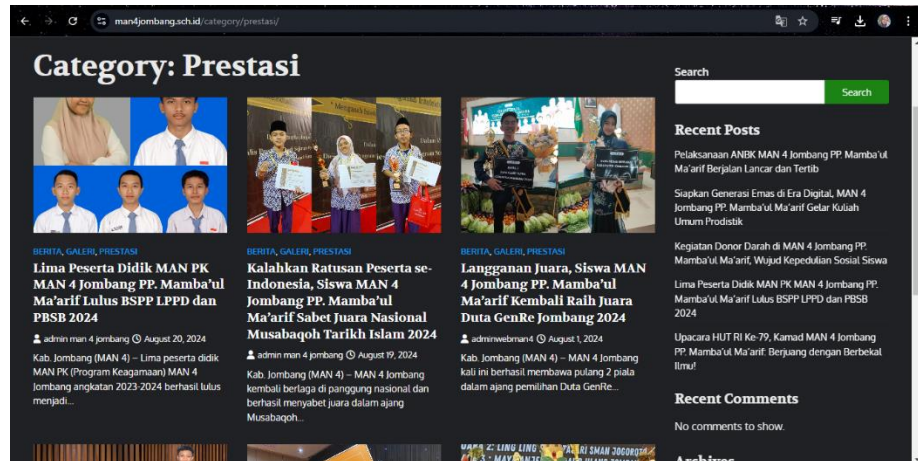 man4jombang.sch.id/category/prestasi/
Category: Prestasi
BERITA, GALERI, PRESTASI
Lima Peserta Didik MAN PK
MAN 4 Jombang PP. Mamba'ul
Ma'arif Lulus BSPP LPPD dan
PBSB 2024
admin man 4 jombang August 20, 2024
Kab. Jombang (MAN 4) – Lima peserta didik
MAN PK (Program Keagamaan) MAN 4
Jombang angkatan 2023-2024 berhasil lulus
menjadi...
BERITA, GALERI, PRESTASI
Kalahkan Ratusan Peserta se-
Indonesia, Siswa MAN 4
Jombang PP. Mamba'ul
Ma'arif Sabet Juara Nasional
Musabaqoh Tarikh Islam 2024
admin man 4 jombang August 19, 2024
Kab. Jombang (MAN 4) – MAN 4 Jombang
kembali berlaga di panggung nasional dan
berhasil menyabet juara dalam ajang
Musabaqoh...
BERITA, GALERI, PRESTASI
Langganan Juara, Siswa MAN
4 Jombang PP. Mamba'ul
Ma'arif Kembali Raih Juara
Duta GenRe Jombang 2024
adminwebman4 August 1, 2024
Kab. Jombang (MAN 4) – MAN 4 Jombang
kali ini berhasil membawa pulang 2 piala
dalam ajang pemilihan Duta GenRe...
Search
Search
Recent Posts
Pelaksanaan ANBK MAN 4 Jombang PP. Mamba'ul
Ma'arif Berjalan Lancar dan Tertib
Siapkan Generasi Emas di Era Digital, MAN 4
Jombang PP. Mamba'ul Ma'arif Gelar Kuliah
Umum Prodistik
Kegiatan Donor Darah di MAN 4 Jombang PP.
Mamba'ul Ma'arif, Wujud Kepedulian Sosial Siswa
Lima Peserta Didik MAN PK MAN 4 Jombang PP.
Mamba'ul Ma'arif Lulus BSPP LPPD dan PBSB
2024
Upacara HUT RI Ke-79, Kamad MAN 4 Jombang
PP. Mamba'ul Ma'arif: Berjuang dengan Berbekal
Ilmu!
Recent Comments
No comments to show.
Archives